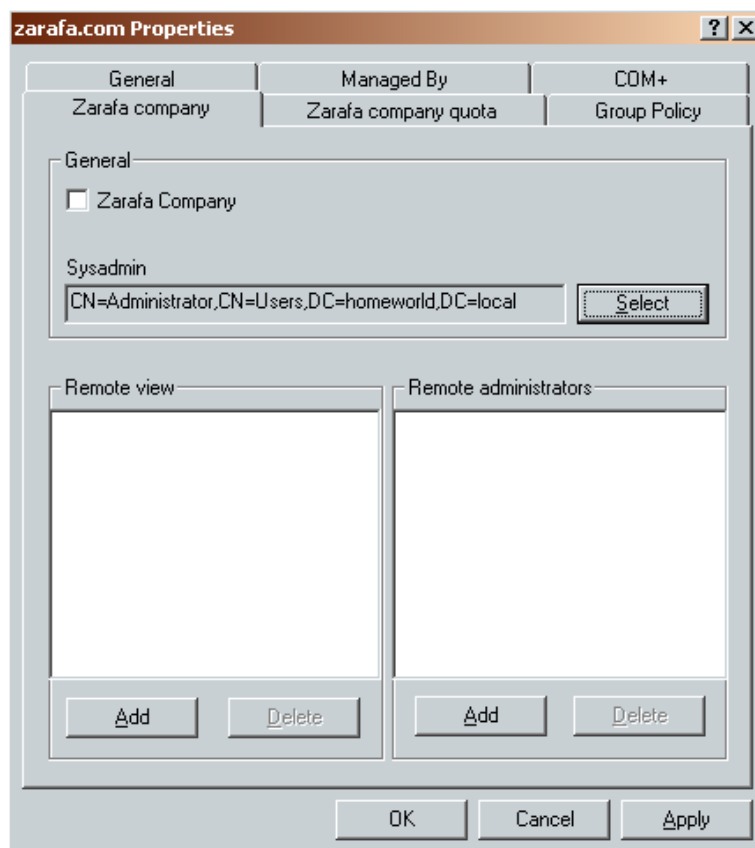 zarafa.com Properties
General Managed By COM+
Zarafa company Zarafa company quota Group Policy
General
Zarafa Company
Sysadmin
CN=Administrator,CN=Users,DC=homeworld,DC=local Select
Remote view Remote administrators
Add Delete Add Delete
OK Cancel Apply